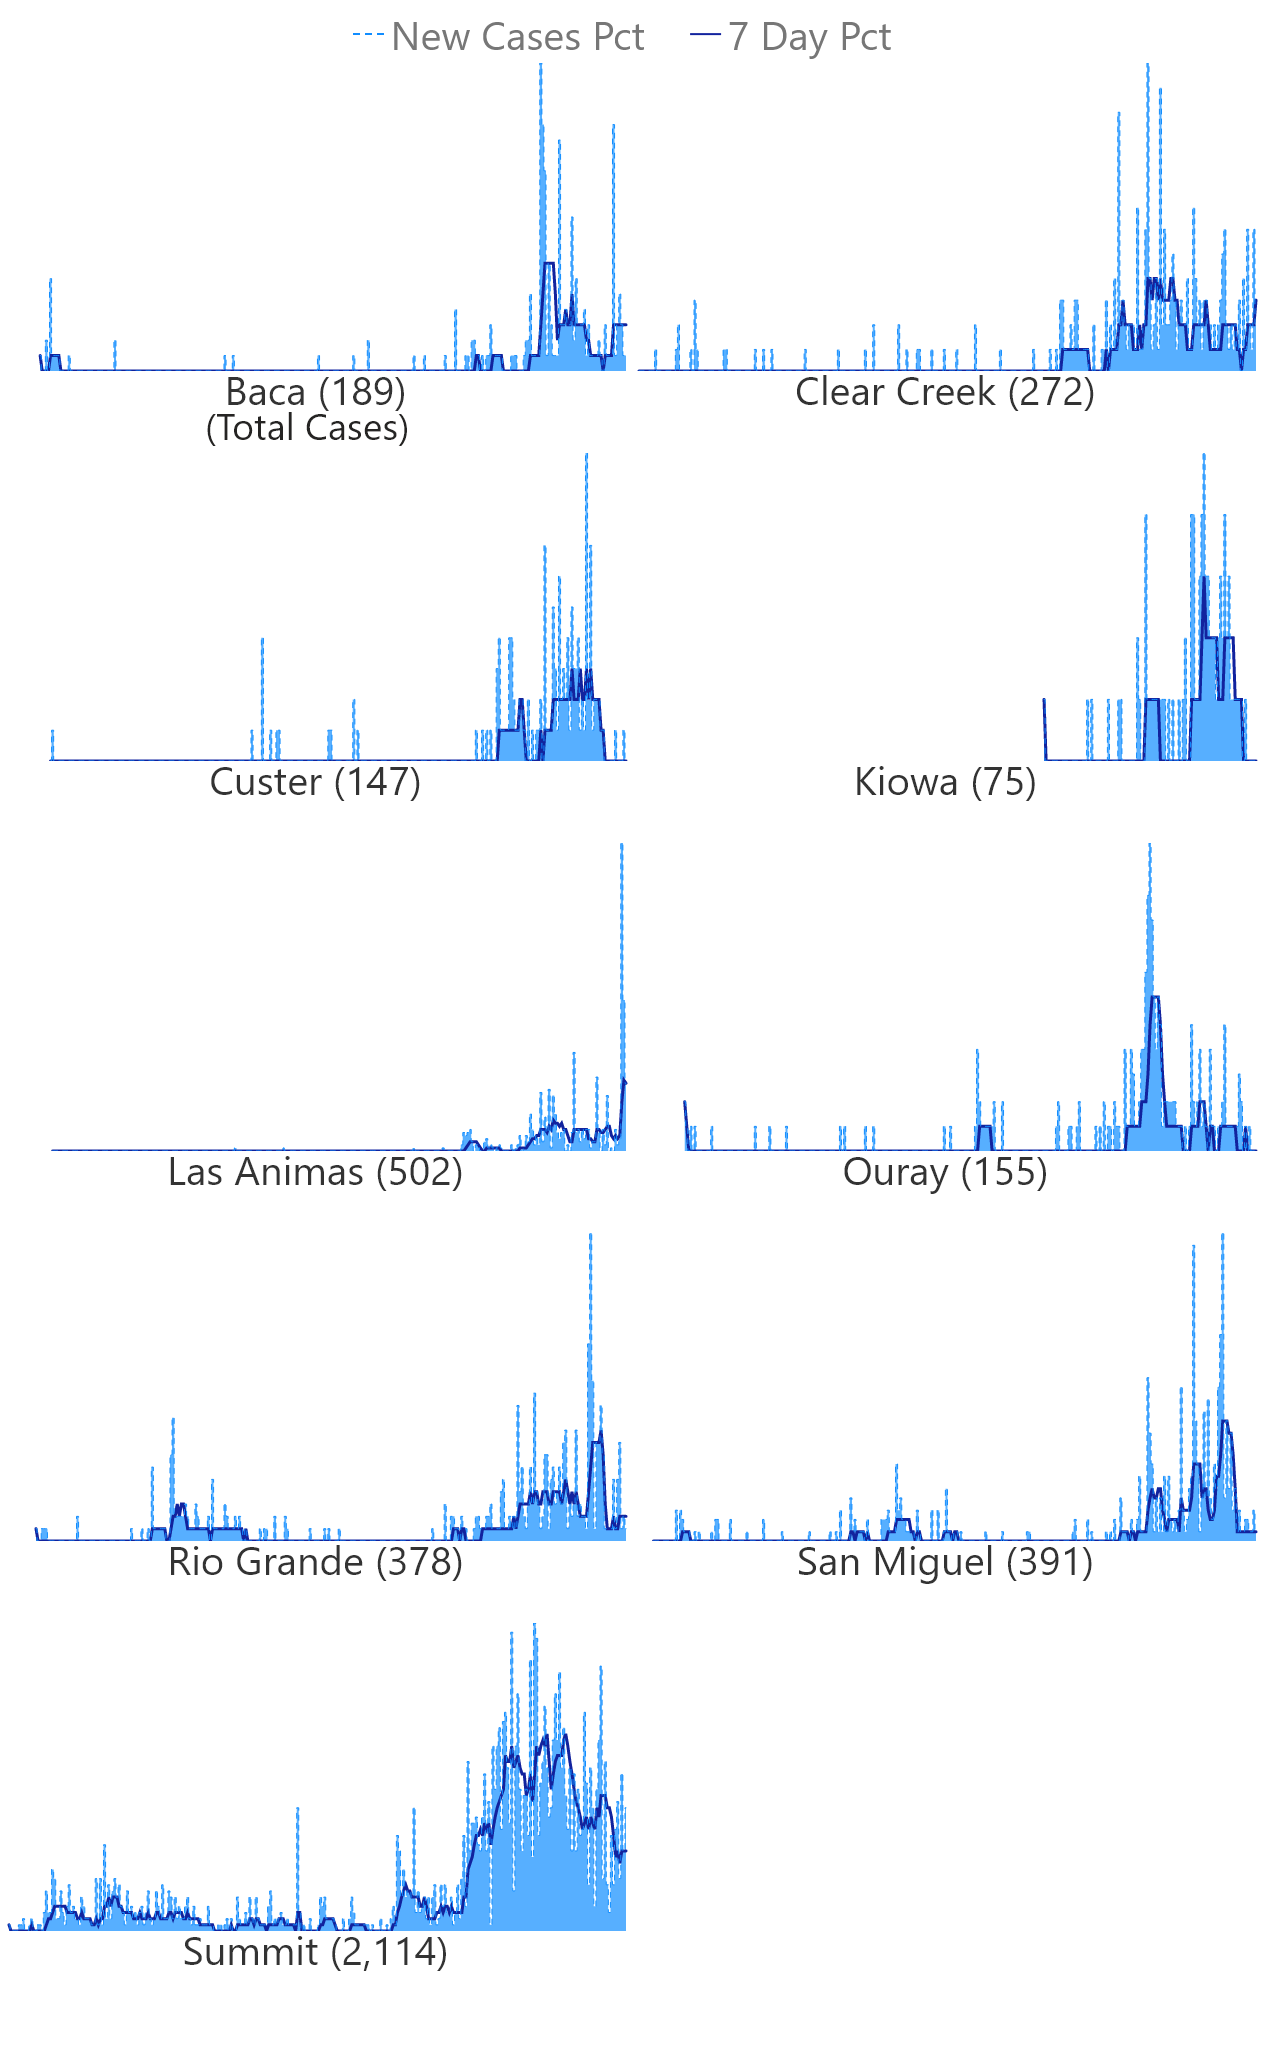 New Cases Pct 7 Day Pct
Baca (189)
(Total Cases)
Clear Creek (272)
Custer (147)
Kiowa (75)
Las Animas (502)
Ouray (155)
Rio Grande (378)
San Miguel (391)
Summit (2,114)